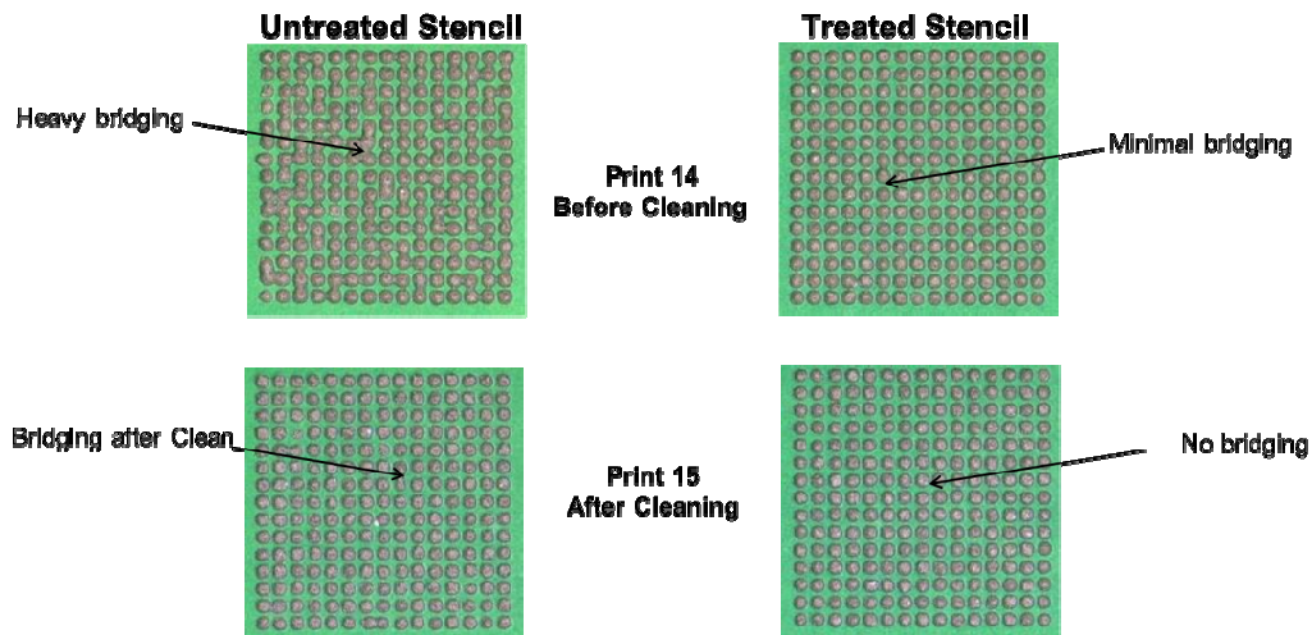 Untreated Stencil
Treated Stencil
Heavy bridging
Print 14
Before Cleaning
Minimal bridging
Bridging after Clean
Print 15
After Cleaning
No bridging